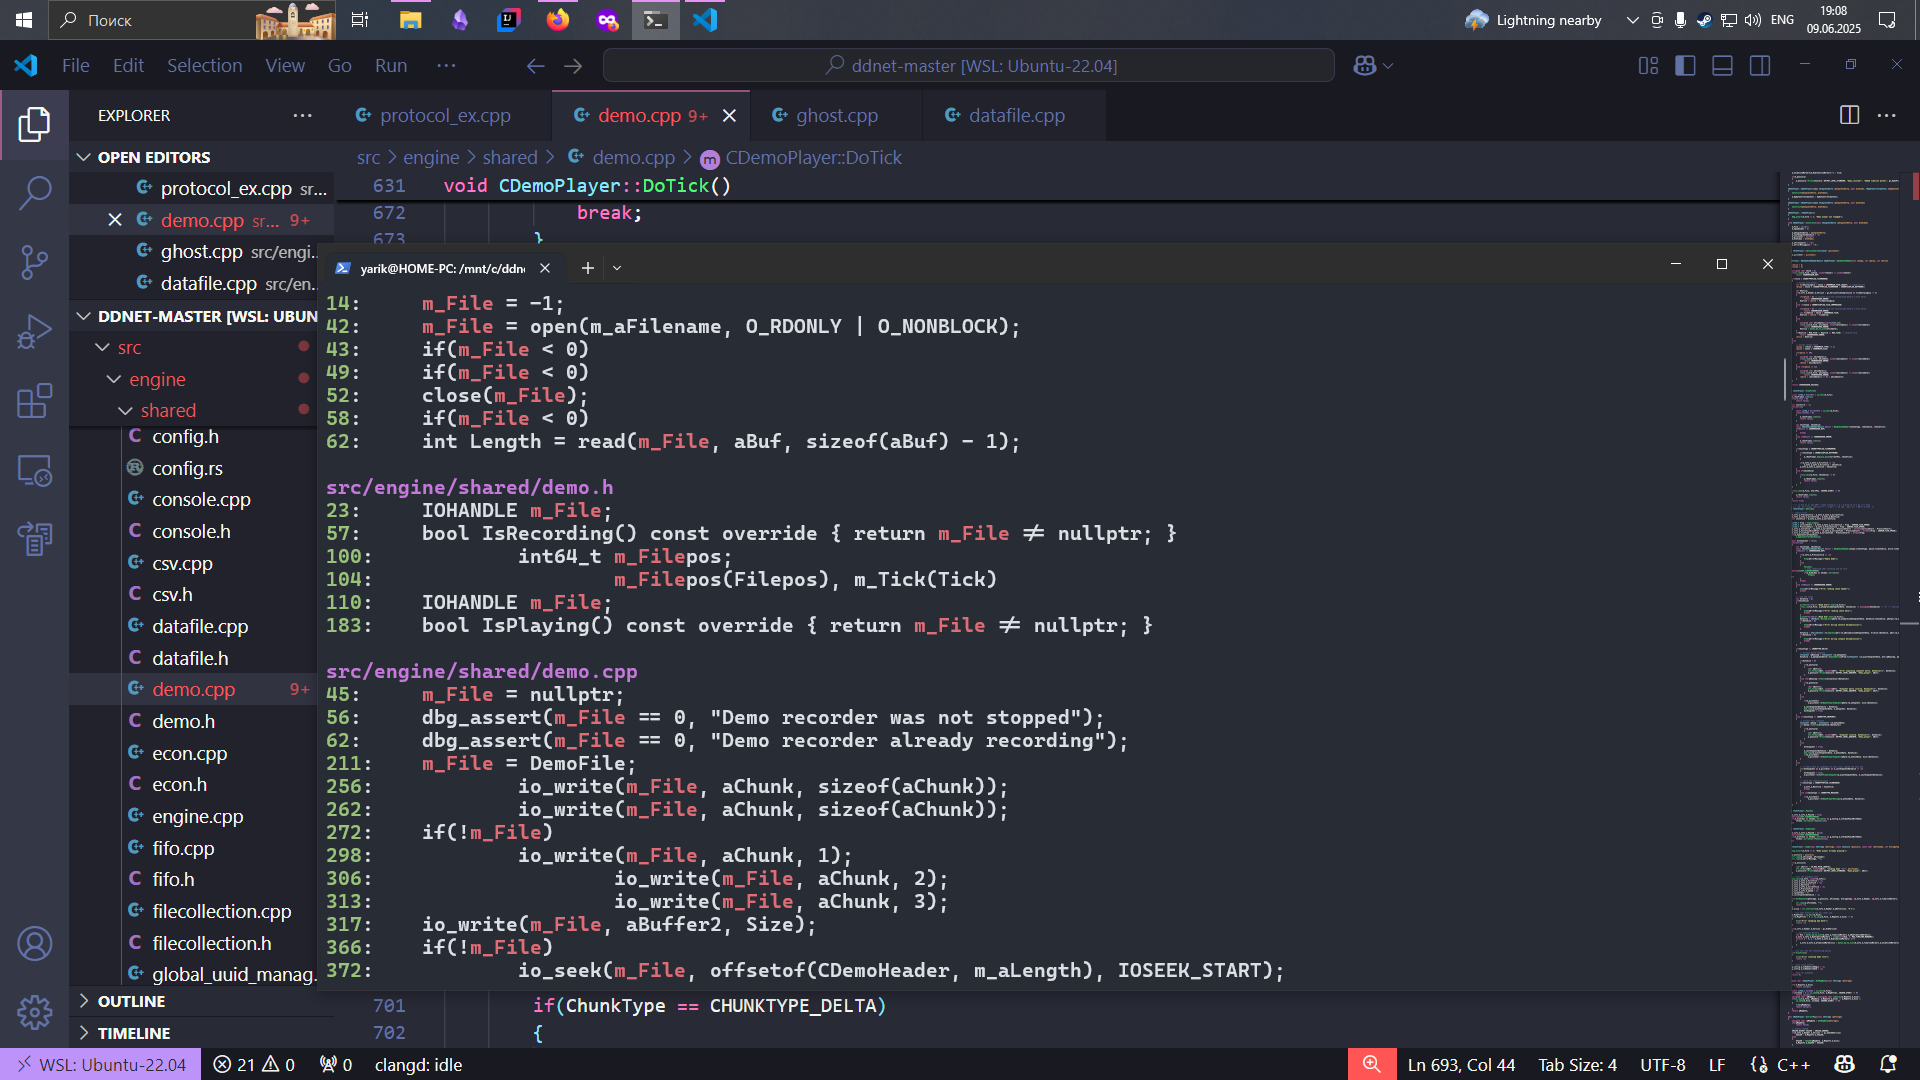 Поиск
Lightning nearby
ENG
19:08
09.06.2025
File Edit Selection View Go Run ···
ddnet-master [WSL: Ubuntu-22.04]
EXPLORER
protocol_ex.cpp
demo.cpp 9+
ghost.cpp
datafile.cpp
OPEN EDITORS
src > engine > shared > demo.cpp > CDemoPlayer::DoTick
protocol_ex.cpp sr...
demo.cpp sr... 9+
ghost.cpp src/engi...
datafile.cpp src/en...
631 void CDemoPlayer::DoTick()
672 break;
673 }
DDNET-MASTER [WSL: UBUN
src
engine
shared
config.h
config.rs
console.cpp
console.h
csv.cpp
csv.h
datafile.cpp
datafile.h
demo.cpp 9+
demo.h
econ.cpp
econ.h
engine.cpp
fifo.cpp
fifo.h
filecollection.cpp
filecollection.h
global_uuid_manag.
OUTLINE
TIMELINE
yarik@HOME-PC: /mnt/c/ddn
14: m_File = -1;
42: m_File = open(m_aFilename, O_RDONLY | O_NONBLOCK);
43: if(m_File < 0)
49: if(m_File < 0)
52: close(m_File);
58: if(m_File < 0)
62: int Length = read(m_File, aBuf, sizeof(aBuf) - 1);
src/engine/shared/demo.h
23: IOHANDLE m_File;
57: bool IsRecording() const override { return m_File ≠ nullptr; }
100: int64_t m_Filepos;
104: m_Filepos(Filepos), m_Tick(Tick)
110: IOHANDLE m_File;
183: bool IsPlaying() const override { return m_File ≠ nullptr; }
src/engine/shared/demo.cpp
45: m_File = nullptr;
56: dbg_assert(m_File == 0, "Demo recorder was not stopped");
62: dbg_assert(m_File == 0, "Demo recorder already recording");
211: m_File = DemoFile;
256: io_write(m_File, aChunk, sizeof(aChunk));
262: io_write(m_File, aChunk, sizeof(aChunk));
272: if(!m_File)
298: io_write(m_File, aChunk, 1);
306: io_write(m_File, aChunk, 2);
313: io_write(m_File, aChunk, 3);
317: io_write(m_File, aBuffer2, Size);
366: if(!m_File)
372: io_seek(m_File, offsetof(CDemoHeader, m_aLength), IOSEEK_START);
701 if(ChunkType == CHUNKTYPE_DELTA)
702 {
WSL: Ubuntu-22.04
21 0
0
clangd: idle
Ln 693, Col 44
Tab Size: 4
UTF-8
LF
C++